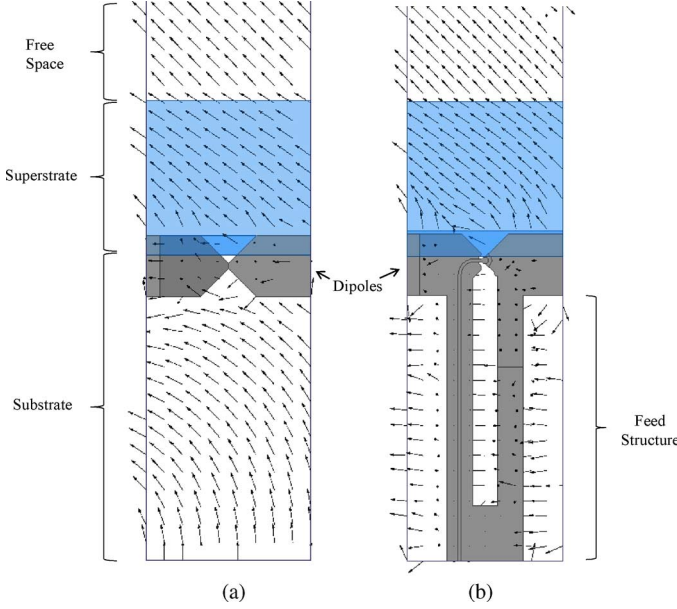 Free
Space
Superstrate
Dipoles
Substrate
Feed
Structure
(a)
(b)